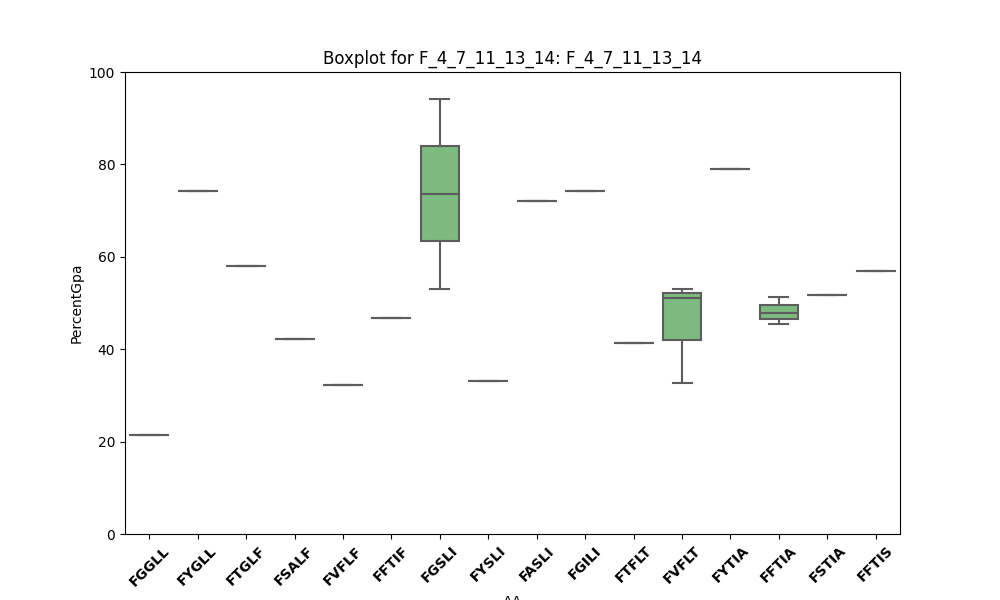 Boxplot for F_4_7_11_13_14: F_4_7_11_13_14
100
80
60
40
20
0
PercentGpa
FGGLL
FYGLL
FTGLF
FSALF
FVFLF
FFTIF
FGSLI
FYSLI
FASLI
FGILI
FTFLT
FVFLT
FYTIA
FFTIA
FSTIA
FFTIS